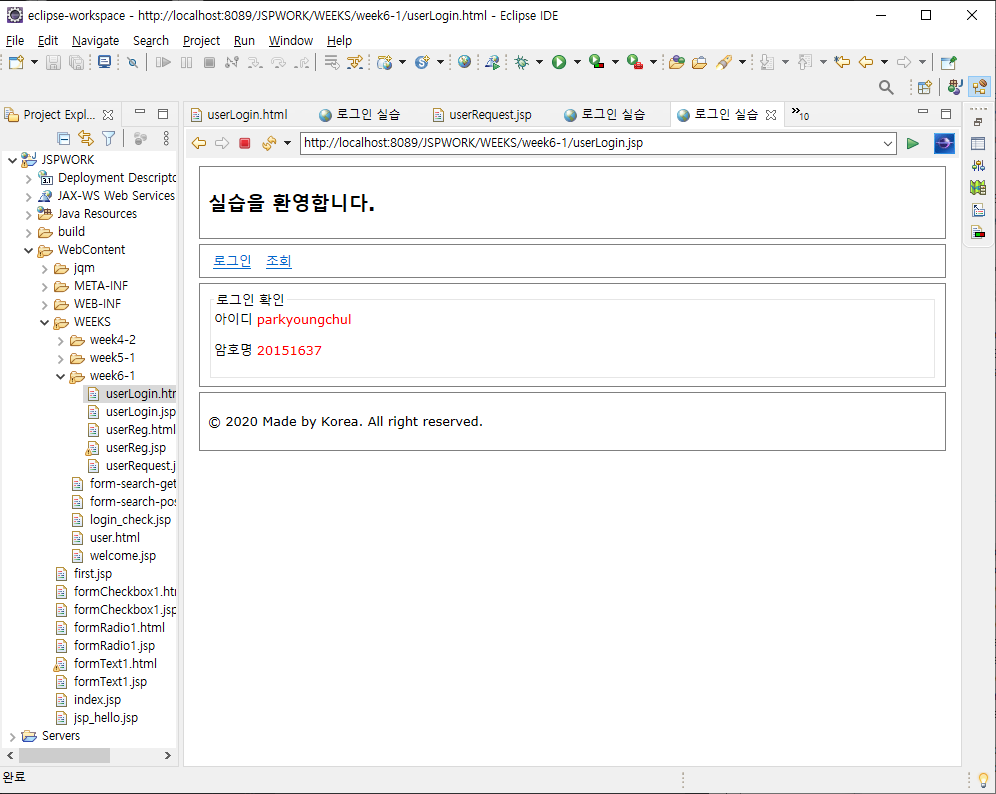 eclipse-workspace - http://localhost:8089/JSPWORK/WEEKS/week6-1/userLogin.html - Eclipse IDE
File Edit Navigate Search Project Run Window Help
Project Expl...
userLogin.html 로그인 실습 userRequest.jsp 로그인 실습 로그인 실습 »10
http://localhost:8089/JSPWORK/WEEKS/week6-1/userLogin.jsp
JSPWORK
Deployment Descripto
JAX-WS Web Services
Java Resources
build
WebContent
jqm
META-INF
WEB-INF
WEEKS
week4-2
week5-1
week6-1
userLogin.htm
userLogin.jsp
userReg.html
userReg.jsp
userRequest.j
form-search-get
form-search-pos
login_check.jsp
user.html
welcome.jsp
first.jsp
formCheckbox1.htm
formCheckbox1.jsp
formRadio1.html
formRadio1.jsp
formText1.html
formText1.jsp
index.jsp
jsp_hello.jsp
Servers
실습을 환영합니다.
로그인 조회
로그인 확인
아이디 parkyoungchul
암호명 20151637
© 2020 Made by Korea. All right reserved.
완료